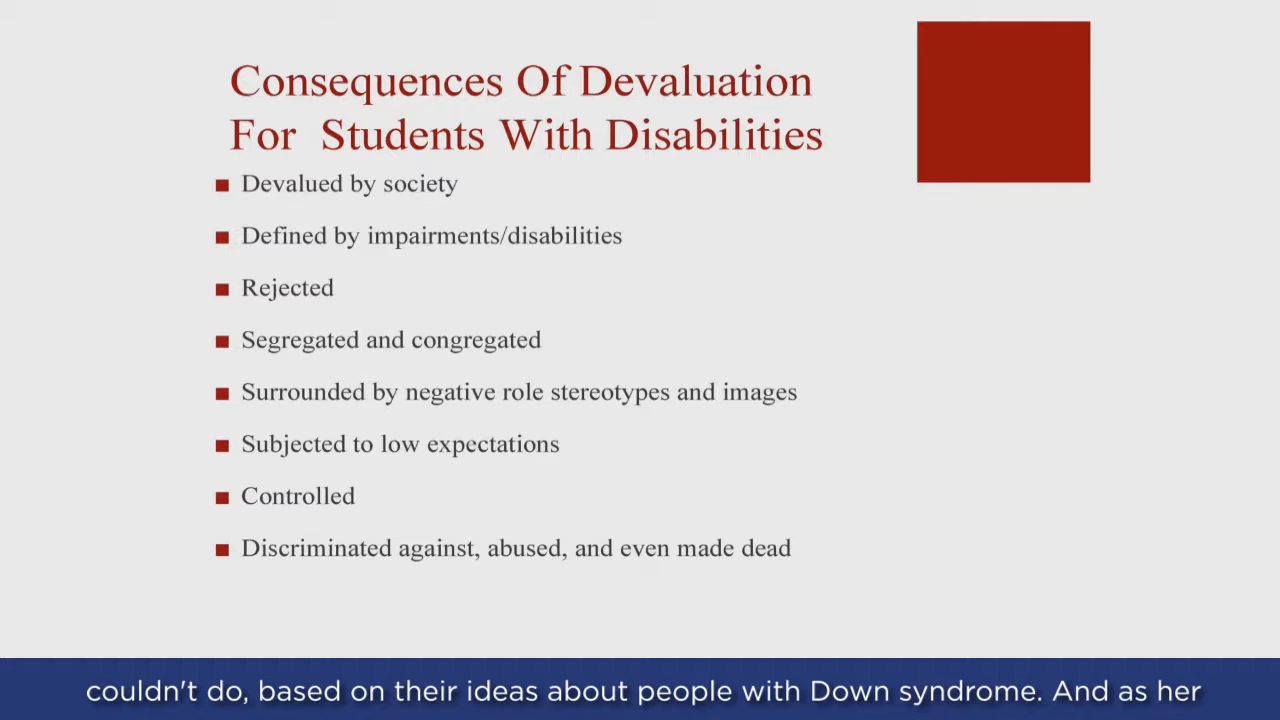 Consequences Of Devaluation
For  Students With Disabilities
■ Devalued by society
■ Defined by impairments/disabilities
■ Rejected
■ Segregated and congregated
■ Surrounded by negative role stereotypes and images
■ Subjected to low expectations
■ Controlled
■ Discriminated against, abused, and even made dead
couldn't do, based on their ideas about people with Down syndrome. And as her